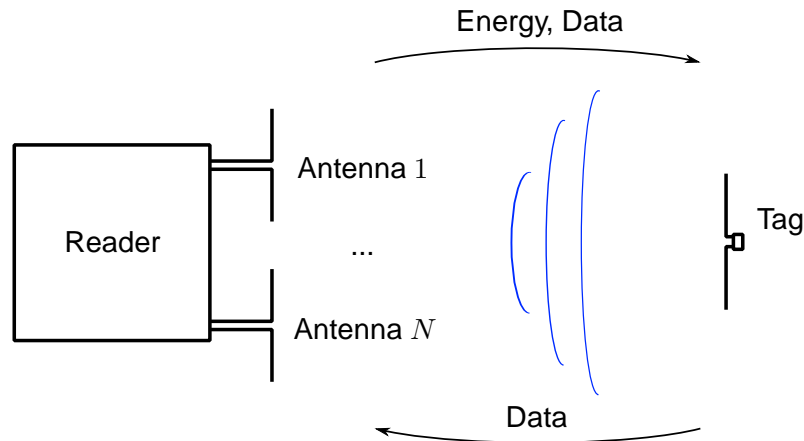 Energy, Data
Antenna 1
Reader
Tag
...
Antenna N
Data